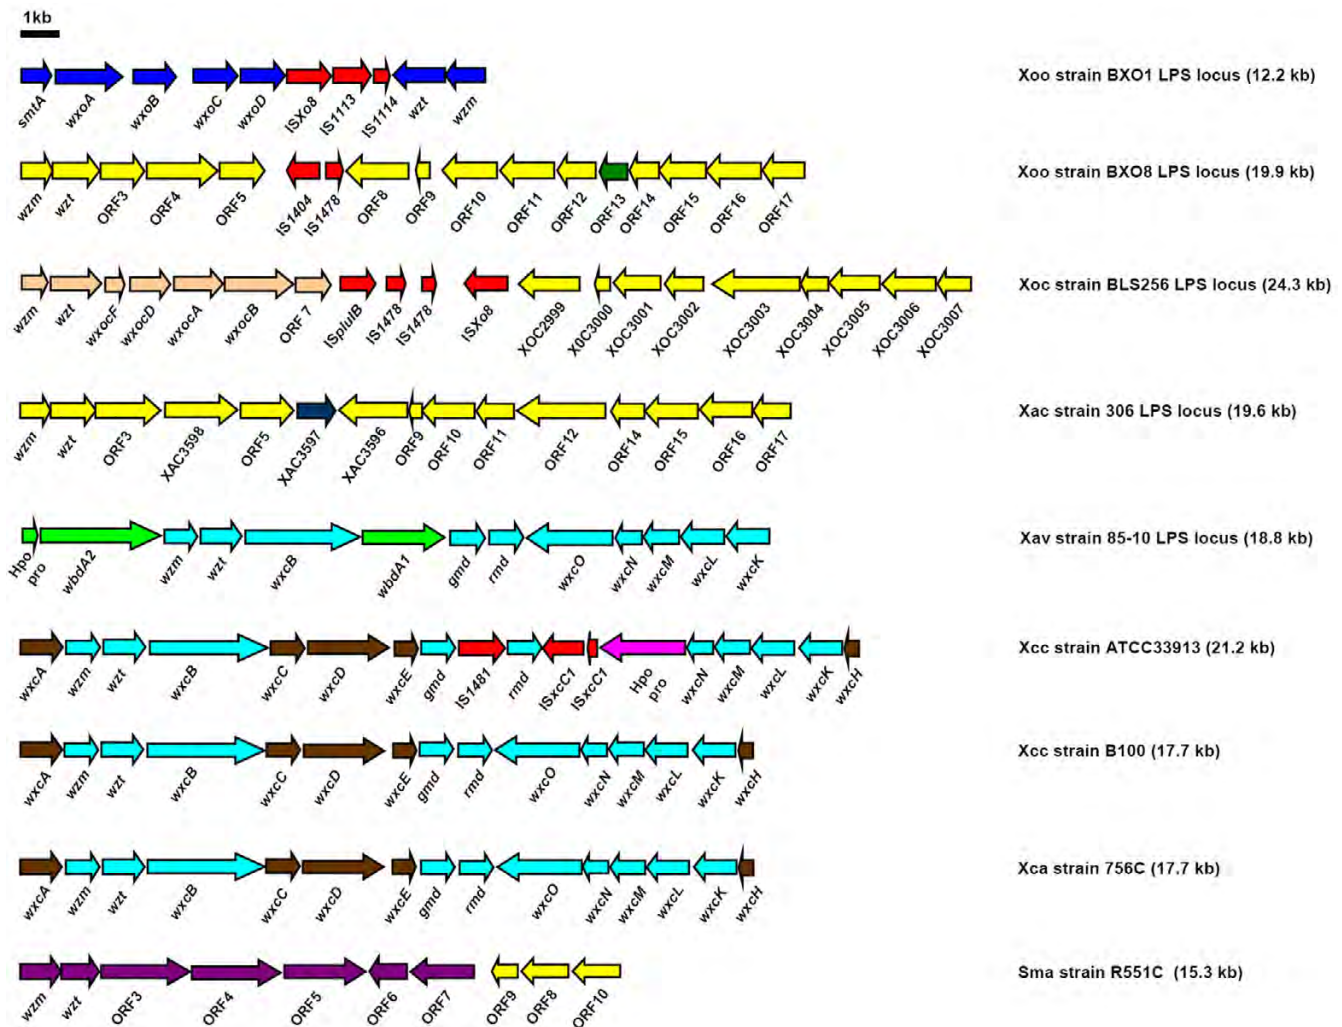 1kb
Xoo strain BXO1 LPS locus (12.2 kb)
smtA wxoA wxoB wxoC wxoD ISXo8 IS1113 IS1114 wzt wzm
Xoo strain BXO8 LPS locus (19.9 kb)
wzm wzt ORF3 ORF4 ORF5 IS1404 IS1478 ORF8 ORF9 ORF10 ORF11 ORF12 ORF13 ORF14 ORF15 ORF16 ORF17
Xoc strain BLS256 LPS locus (24.3 kb)
wzm wzt wxocF wxocD wxocA wxocB ORF 7 ISplulB IS1478 IS1478 ISXo8 XOC2999 X0C3000 XOC3001 XOC3002 XOC3003 XOC3004 XOC3005 XOC3006 XOC3007
Xac strain 306 LPS locus (19.6 kb)
wzm wzt ORF3 XAC3598 ORF5 XAC3597 XAC3596 ORF9 ORF10 ORF11 ORF12 ORF14 ORF15 ORF16 ORF17
Xav strain 85-10 LPS locus (18.8 kb)
Hpo pro wbdA2 wzm wzt wxcB wbdA1 gmd rmd wxcO wxcN wxcM wxcL wxcK
Xcc strain ATCC33913 (21.2 kb)
wxcA wzm wzt wxcB wxcC wxcD wxcE gmd IS1481 rmd ISxcC1 ISxcC1 Hpo pro wxcN wxcM wxcL wxcK wxcH
Xcc strain B100 (17.7 kb)
wxcA wzm wzt wxcB wxcC wxcD wxcE gmd rmd wxcO wxcN wxcM wxcL wxcK wxcH
Xca strain 756C (17.7 kb)
wxcA wzm wzt wxcB wxcC wxcD wxcE gmd rmd wxcO wxcN wxcM wxcL wxcK wxcH
Sma strain R551C (15.3 kb)
wzm wzt ORF3 ORF4 ORF5 ORF6 ORF7 ORF9 ORF8 ORF10